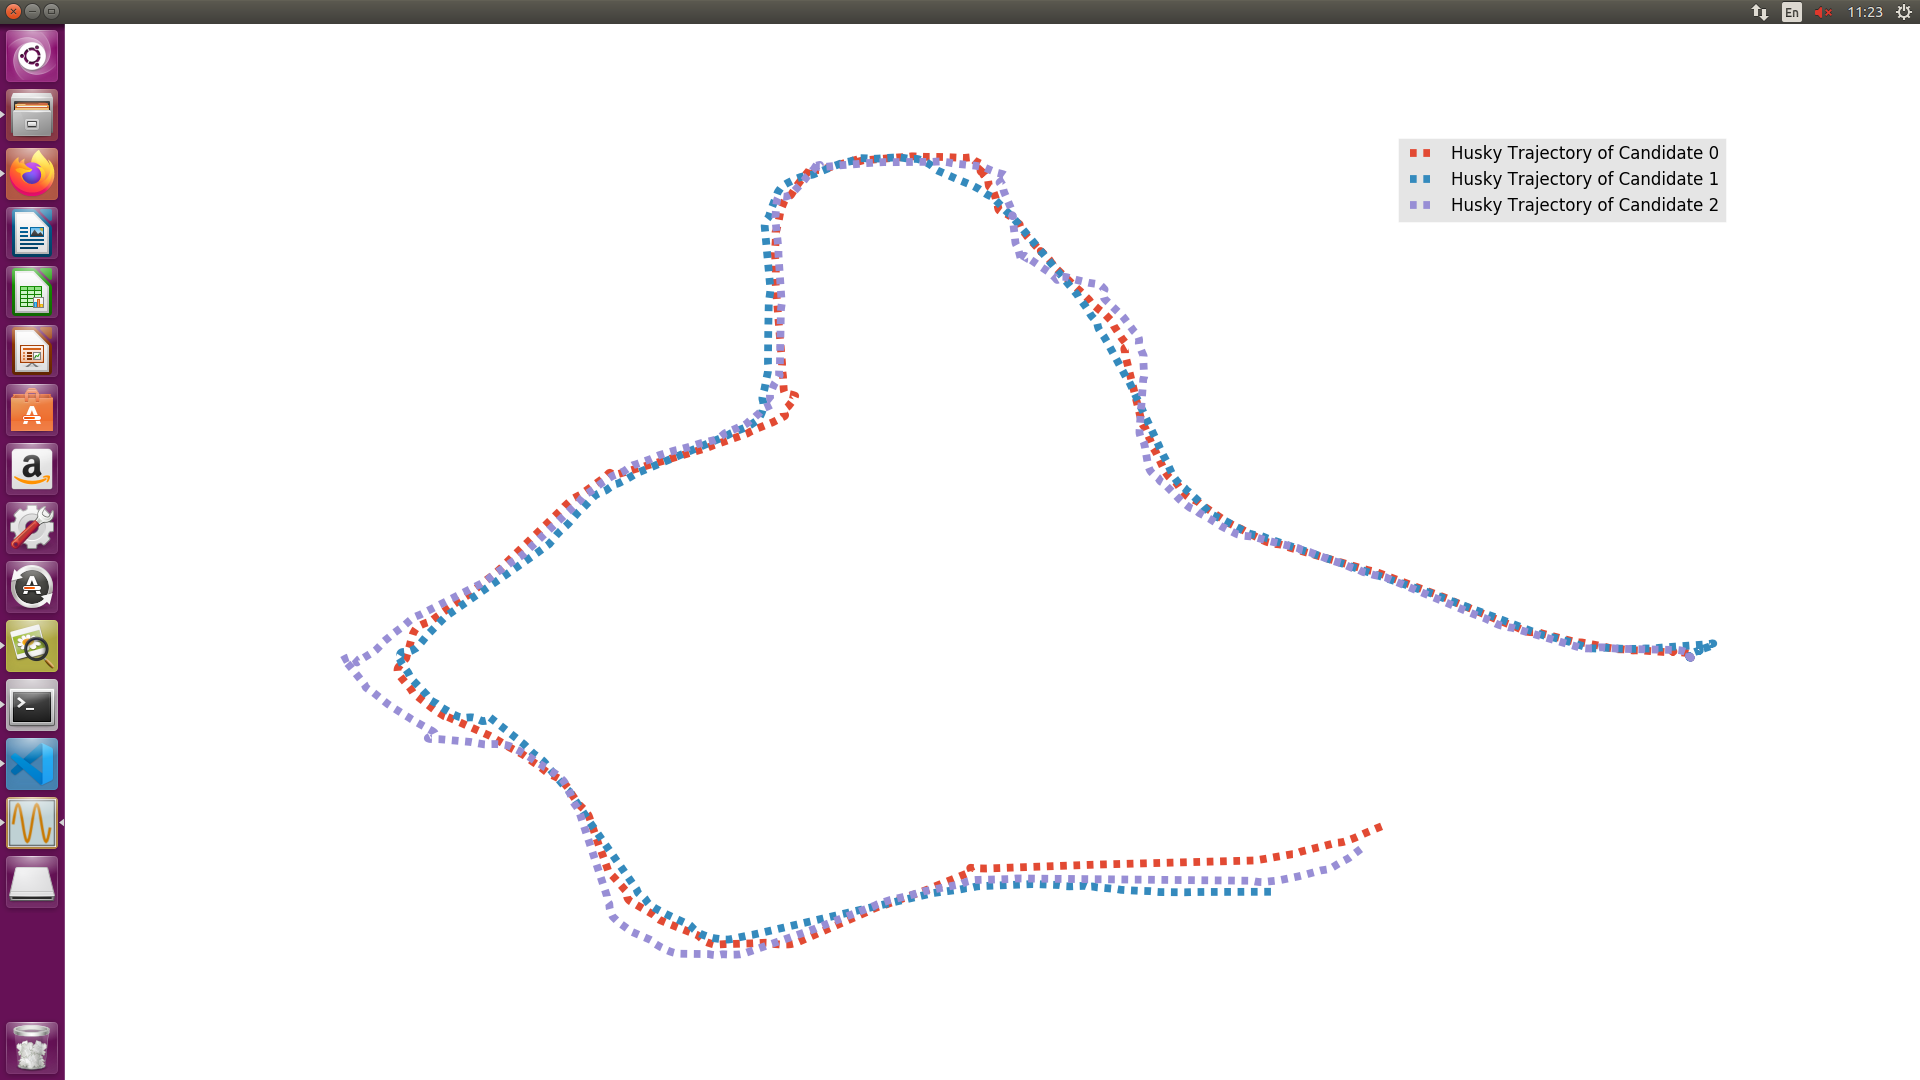 En
11:23
Husky Trajectory of Candidate 0
Husky Trajectory of Candidate 1
Husky Trajectory of Candidate 2